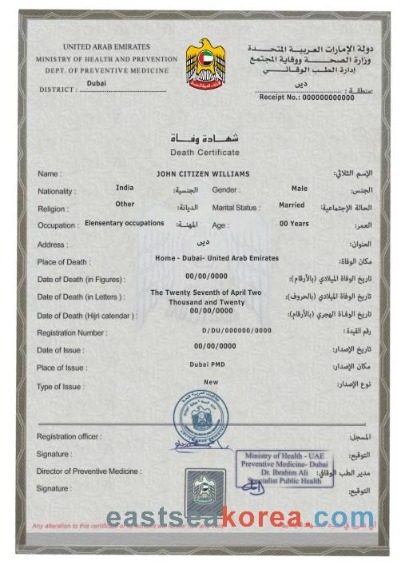 UNITED ARAB EMIRATES
MINISTRY OF HEALTH AND PREVENTION
DEPT. OF PREVENTIVE MEDICINE
DISTRICT : Dubai
دولة الإمارات العربية المتحدة
وزارة الصحة ووقاية المجتمع
إدارة الطب الوقائي
منطقة : دبي
Receipt No.: 000000000000
شهادة وفاة
Death Certificate
Name : JOHN CITIZEN WILLIAMS الإسم الثلاثي:
Nationality : India الجنسية: Gender : Male الجنس:
Religion : Other الديانة: Marital Status : Married الحالة الإجتماعية:
Occupation : Elensentary occupations المهنة: Age : 00 Years العمر:
Address : دبي العنوان:
Place of Death : Home - Dubai- United Arab Emirates مكان الوفاة:
Date of Death (in Figures) : 00/00/0000 تاريخ الوفاة الميلادي (بالأرقام):
Date of Death (in Letters ) : The Twenty Seventh of April Two تاريخ الوفاة الميلادي (بالحروف):
Thousand and Twenty
Date of Death (Hijri calendar ) : 00/00/0000 تاريخ الوفاة الهجري (بالأرقام):
Registration Number : D/DU/000000/0000 رقم القيد:
Date of Issue : 00/00/0000 تاريخ الإصدار:
Place of Issue : Dubai PMD مكان الإصدار:
Type of Issue : New نوع الإصدار:
Registration officer : المسجل:
Signature : التوقيع:
Director of Preventive Medicine : مدير الطب الوقائي:
Signature : التوقيع:
Ministry of Health - UAE
Preventive Medicine- Dubai
Dr. Ibrahim Ali
Specialist Public Health
Any alteration to this certificate
eastseakorea.com